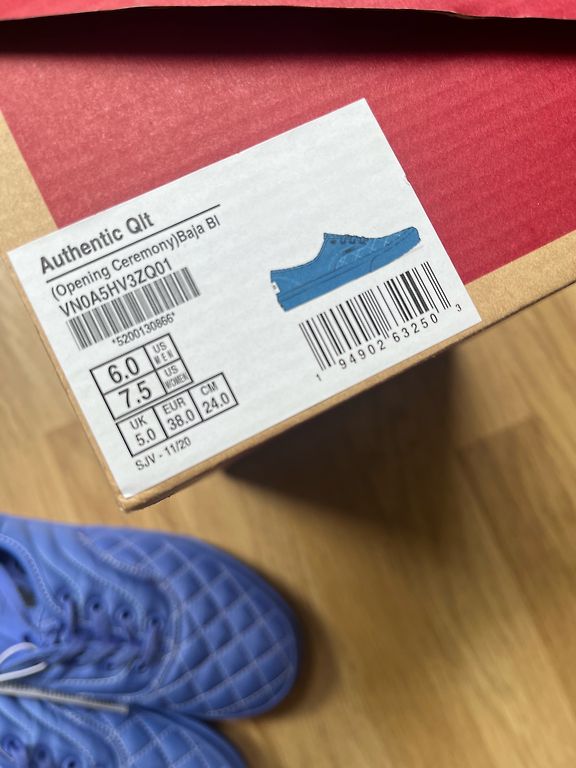 Authentic Qlt
(Opening Ceremony)Baja Bl
VN0A5HV3ZQ01
*5200130866*
6.0 US MEN
7.5 US WOMEN
UK EUR CM
5.0 38.0 24.0
SJV - 11/20
1 94902 63250 3